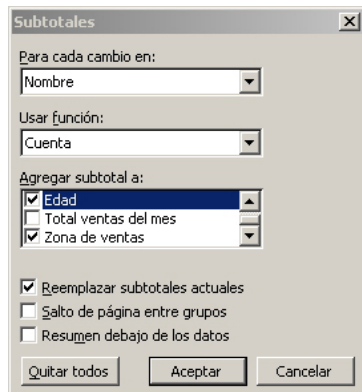 Subtotales
Para cada cambio en:
Nombre
Usar función:
Cuenta
Agregar subtotal a:
Edad
Total ventas del mes
Zona de ventas
Reemplazar subtotales actuales
Salto de página entre grupos
Resumen debajo de los datos
Quitar todos Aceptar Cancelar